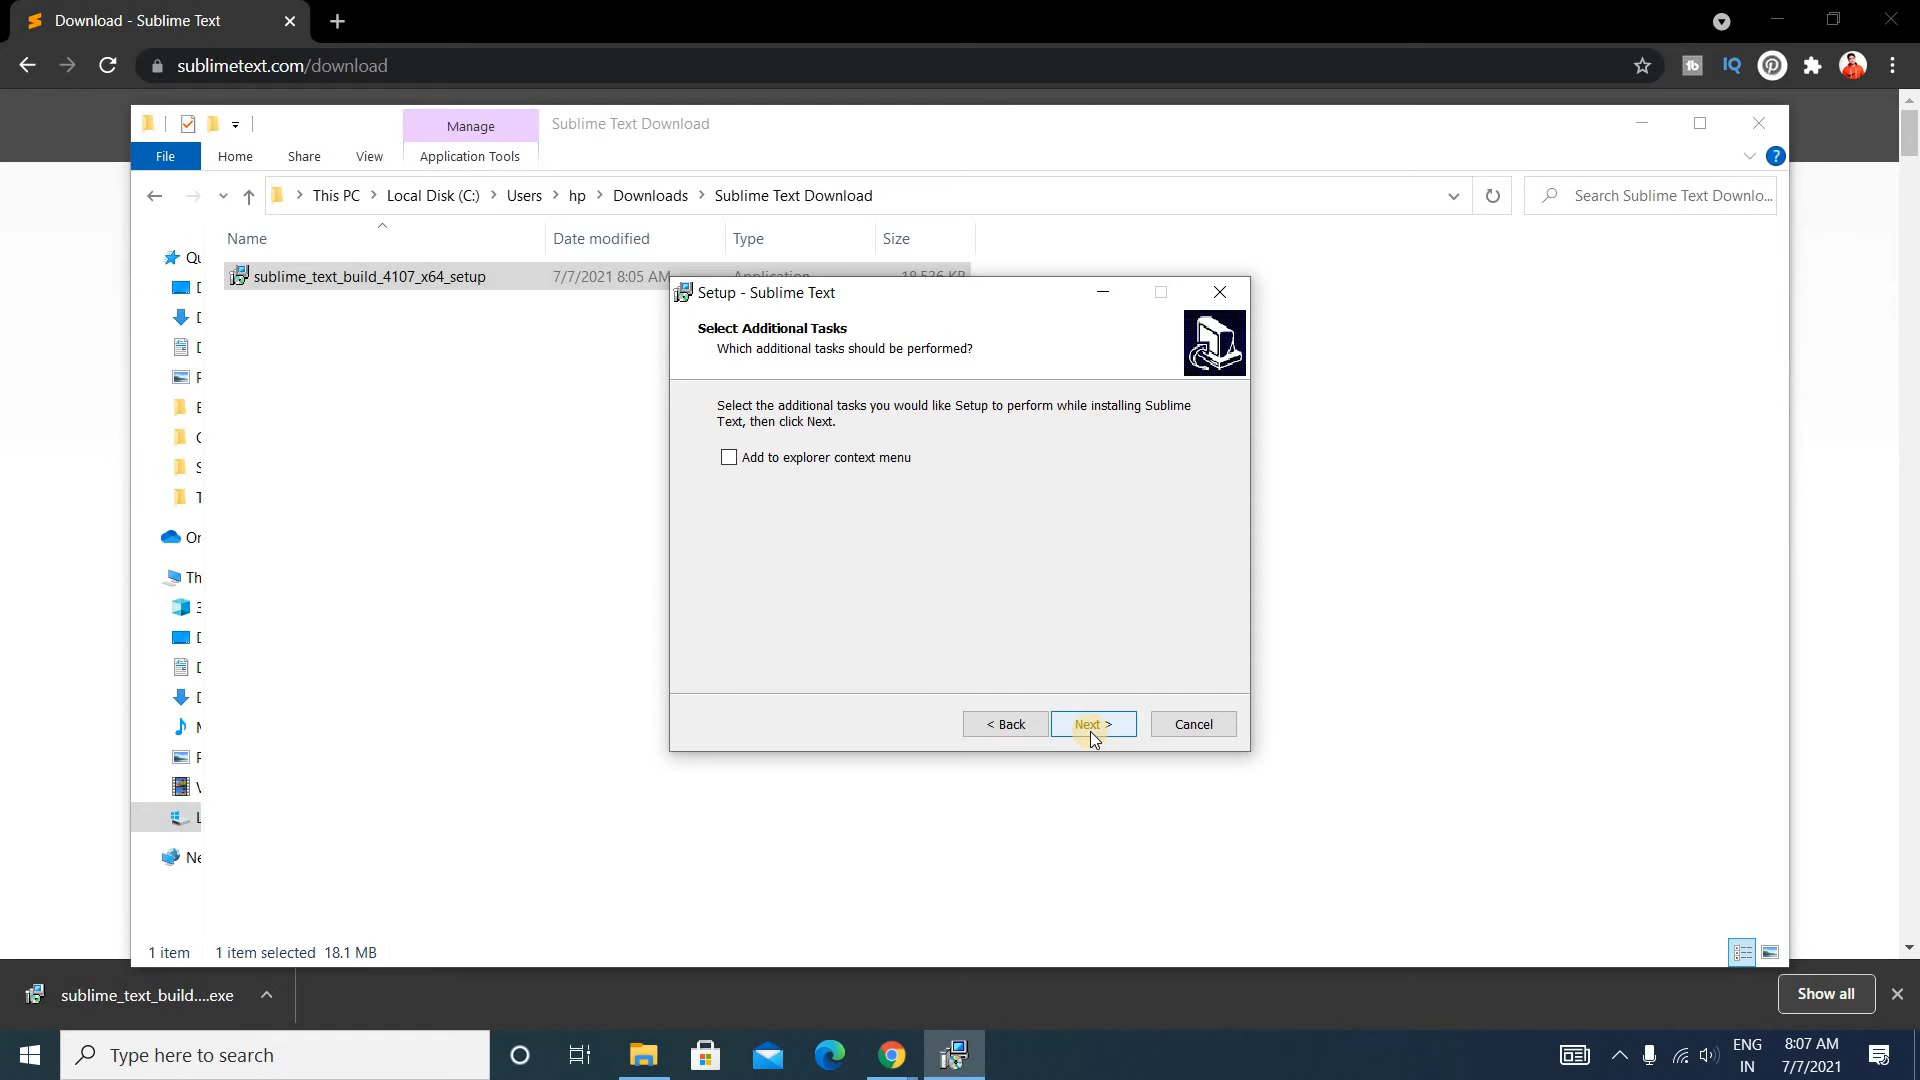 Download - Sublime Text
sublimetext.com/download
IQ
Manage
Sublime Text Download
File
Home
Share
View
Application Tools
This PC
Local Disk (C:)
Users
hp
Downloads
Sublime Text Download
Search Sublime Text Downlo...
Name
Date modified
Type
Size
sublime_text_build_4107_x64_setup
7/7/2021 8:05 AM
Application
18,536 KB
Setup - Sublime Text
Select Additional Tasks
Which additional tasks should be performed?
Select the additional tasks you would like Setup to perform while installing Sublime
Text, then click Next.
Add to explorer context menu
< Back
Next >
Cancel
1 item
1 item selected 18.1 MB
sublime_text_build....exe
Show all
Type here to search
ENG
IN
8:07 AM
7/7/2021